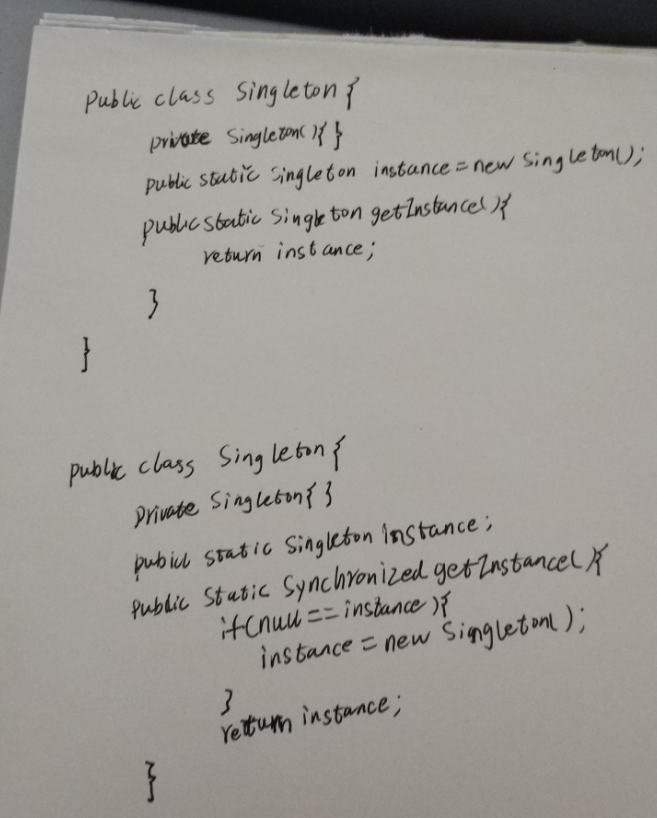 public class Singleton {
private Singleton(){ }
public static Singleton instance = new Singleton();
public static Singleton getInstance(){
return instance;
}
}
public class Singleton {
private Singleton{ }
pubicl static Singleton instance;
public static synchronized getInstance(){
if(null == instance){
instance = new Singleton();
}
return instance;
}